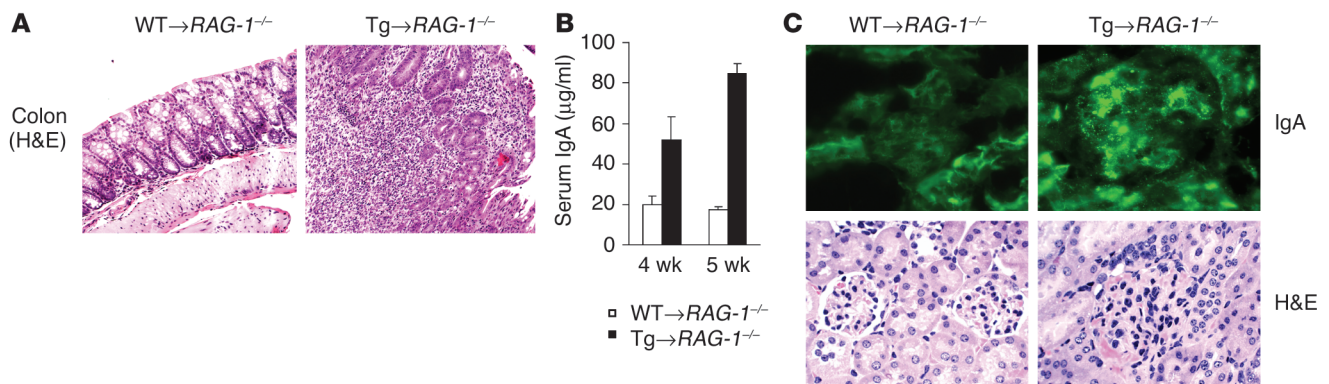 A
WT→RAG-1–/–
Tg→RAG-1–/–
Colon
(H&E)
B
Serum IgA (μg/ml)
100
80
60
40
20
0
4 wk
5 wk
WT→RAG-1–/–
Tg→RAG-1–/–
C
WT→RAG-1–/–
Tg→RAG-1–/–
IgA
H&E